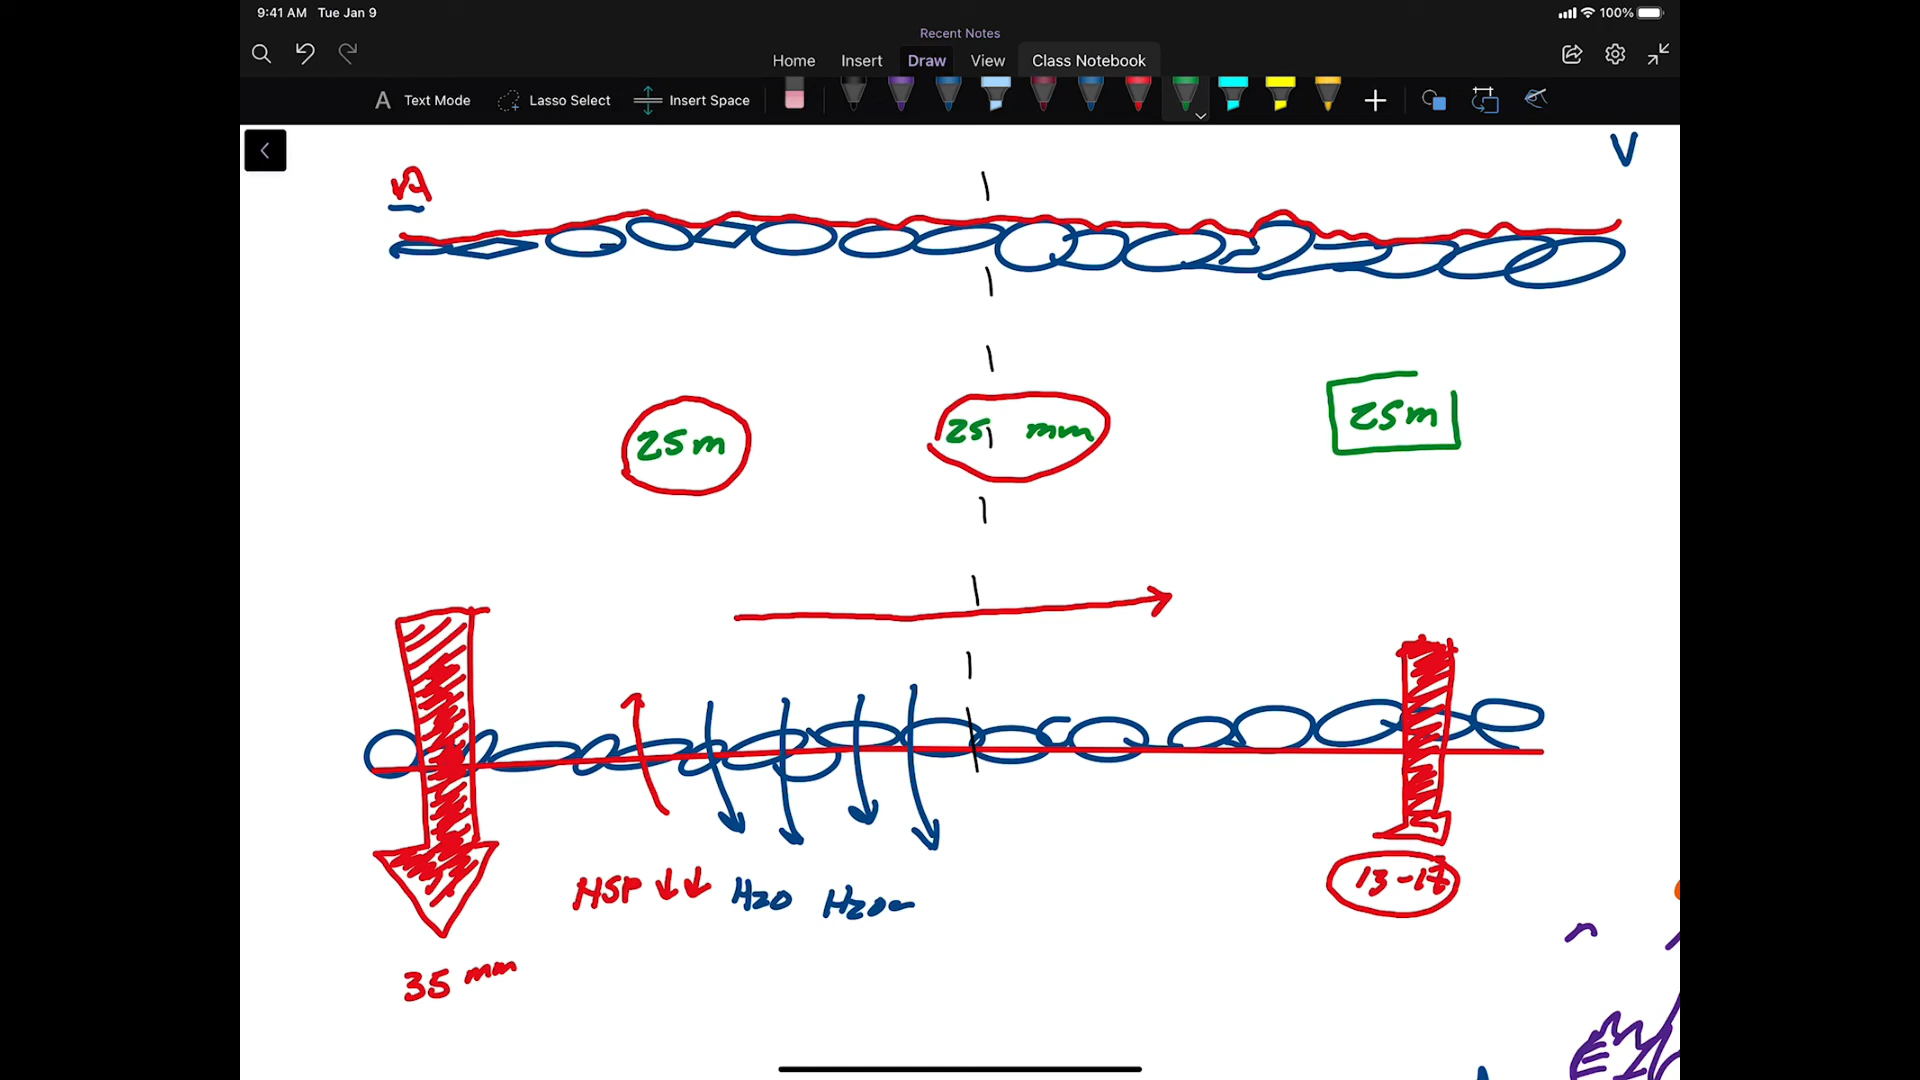 9:41 AM Tue Jan 9
100%
Recent Notes
Home Insert Draw View Class Notebook
A Text Mode Lasso Select Insert Space
V
25m 25 mm 25m
HSP H2O H2O
13-17
35 mm